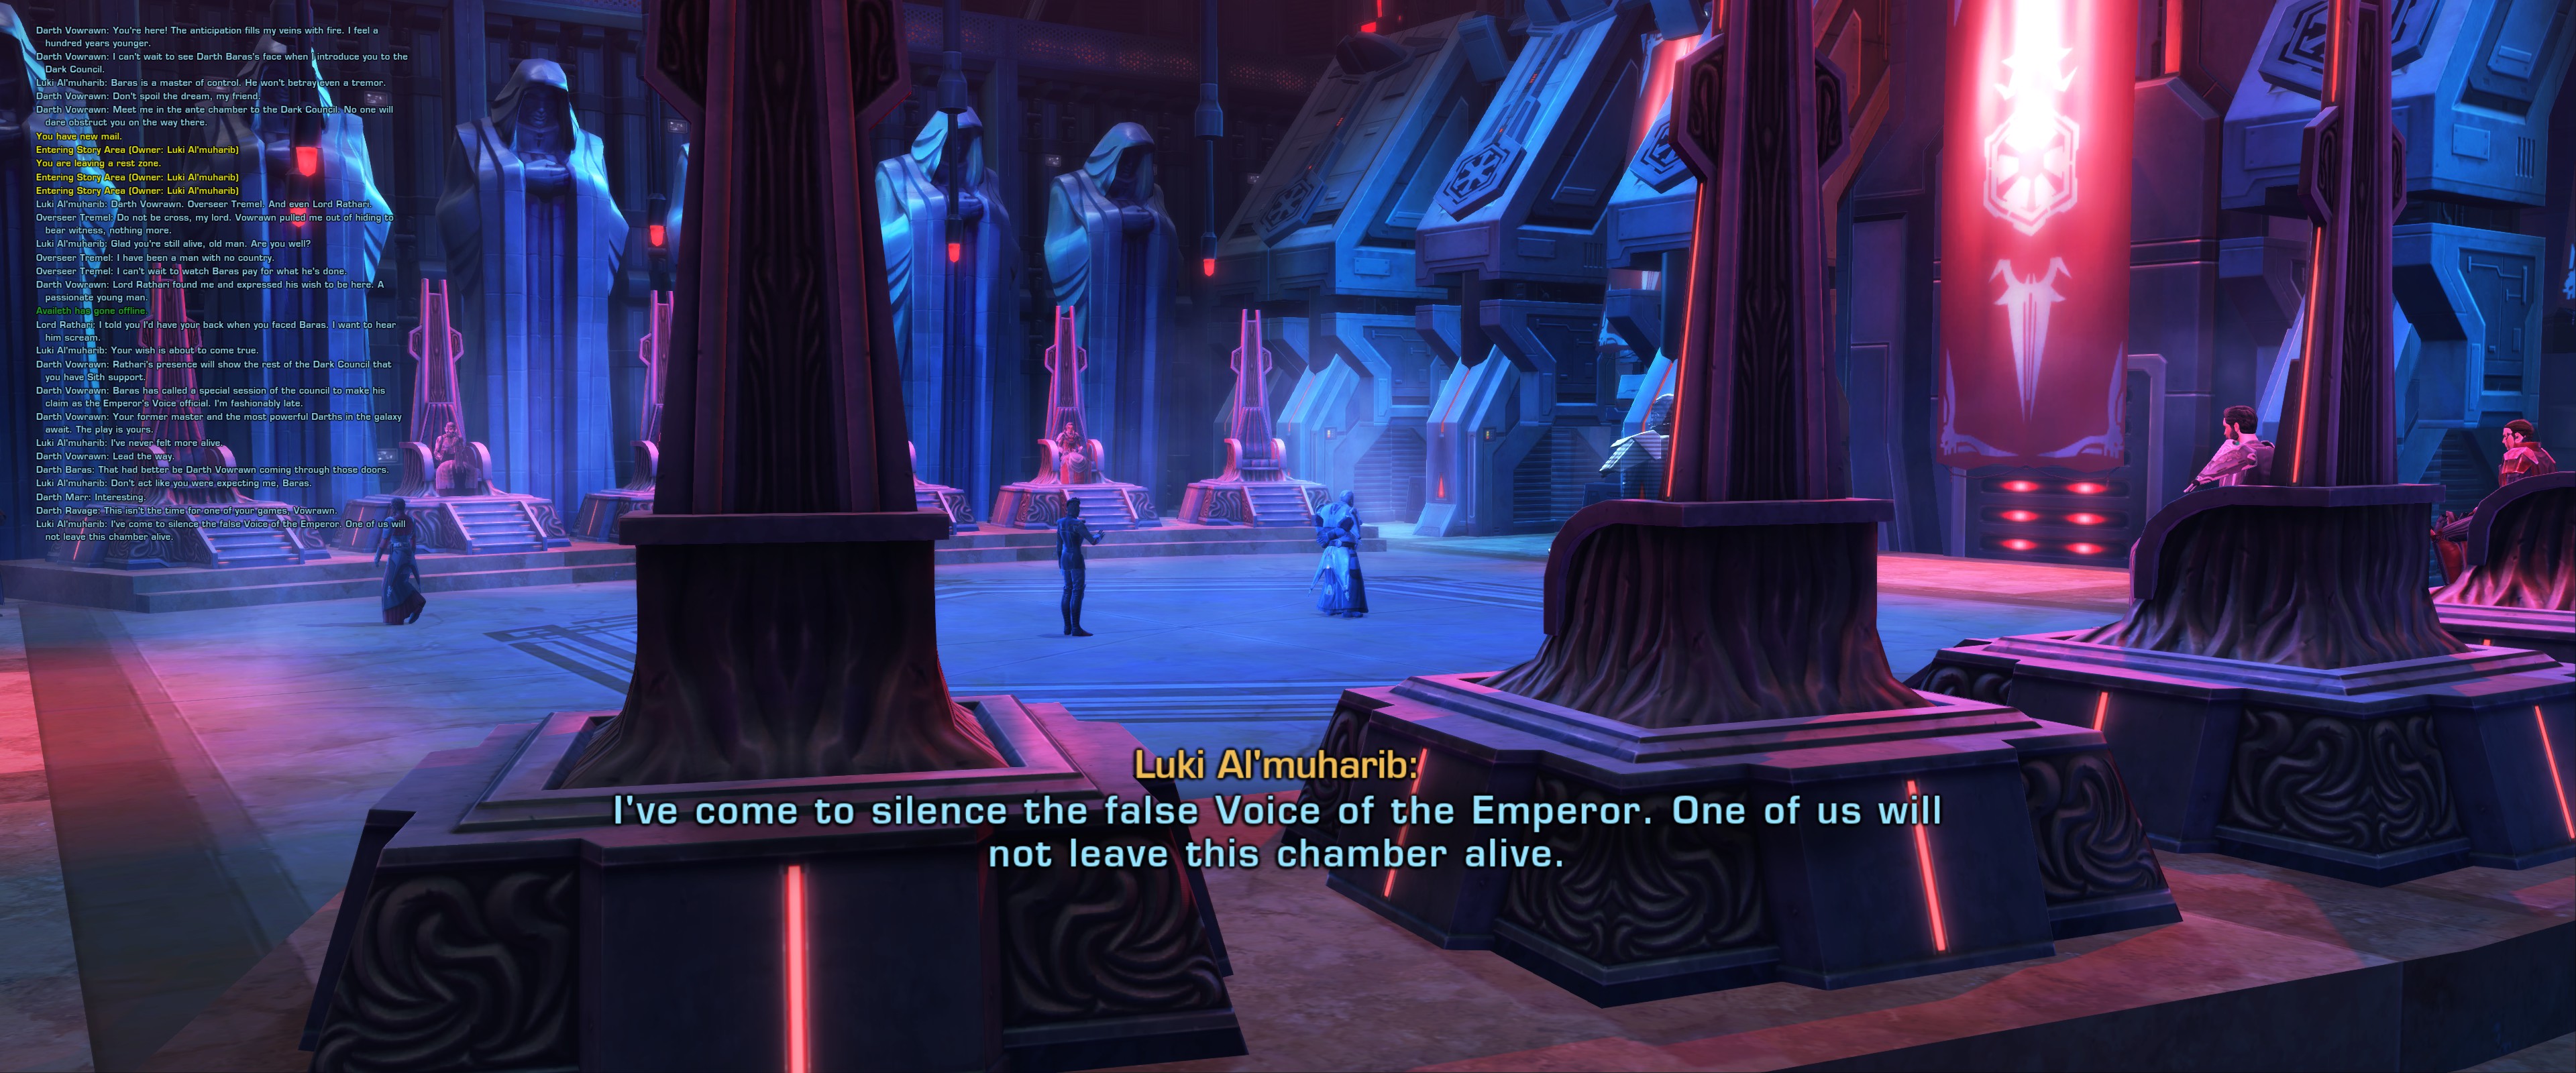 Darth Vowrawn: You're here! The anticipation fills my veins with fire. I feel a
hundred years younger.
Darth Vowrawn: I can't wait to see Darth Baras's face when I introduce you to the
Dark Council.
Luki Al'muharib: Baras is a master of control. He won't betray even a tremor.
Darth Vowrawn: Don't spoil the dream, my friend.
Darth Vowrawn: Meet me in the ante chamber to the Dark Council. No one will
dare obstruct you on the way there.
You have new mail.
Entering Story Area (Owner: Luki Al'muharib)
You are leaving a rest zone.
Entering Story Area (Owner: Luki Al'muharib)
Entering Story Area (Owner: Luki Al'muharib)
Luki Al'muharib: Darth Vowrawn. Overseer Tremel. And even Lord Rathari.
Overseer Tremel: Do not be cross, my lord. Vowrawn pulled me out of hiding to
bear witness, nothing more.
Luki Al'muharib: Glad you're still alive, old man. Are you well?
Overseer Tremel: I have been a man with no country.
Overseer Tremel: I can't wait to watch Baras pay for what he's done.
Darth Vowrawn: Lord Rathari found me and expressed his wish to be here. A
passionate young man.
Availeth has gone offline.
Lord Rathari: I told you I'd have your back when you faced Baras. I want to hear
him scream.
Luki Al'muharib: Your wish is about to come true.
Darth Vowrawn: Rathari's presence will show the rest of the Dark Council that
you have Sith support.
Darth Vowrawn: Baras has called a special session of the council to make his
claim as the Emperor's Voice official. I'm fashionably late.
Darth Vowrawn: Your former master and the most powerful Darths in the galaxy
await. The play is yours.
Luki Al'muharib: I've never felt more alive.
Darth Vowrawn: Lead the way.
Darth Baras: That had better be Darth Vowrawn coming through those doors.
Luki Al'muharib: Don't act like you were expecting me, Baras.
Darth Marr: Interesting.
Darth Ravage: This isn't the time for one of your games, Vowrawn.
Luki Al'muharib: I've come to silence the false Voice of the Emperor. One of us will
not leave this chamber alive.
Luki Al'muharib:
I've come to silence the false Voice of the Emperor. One of us will
not leave this chamber alive.